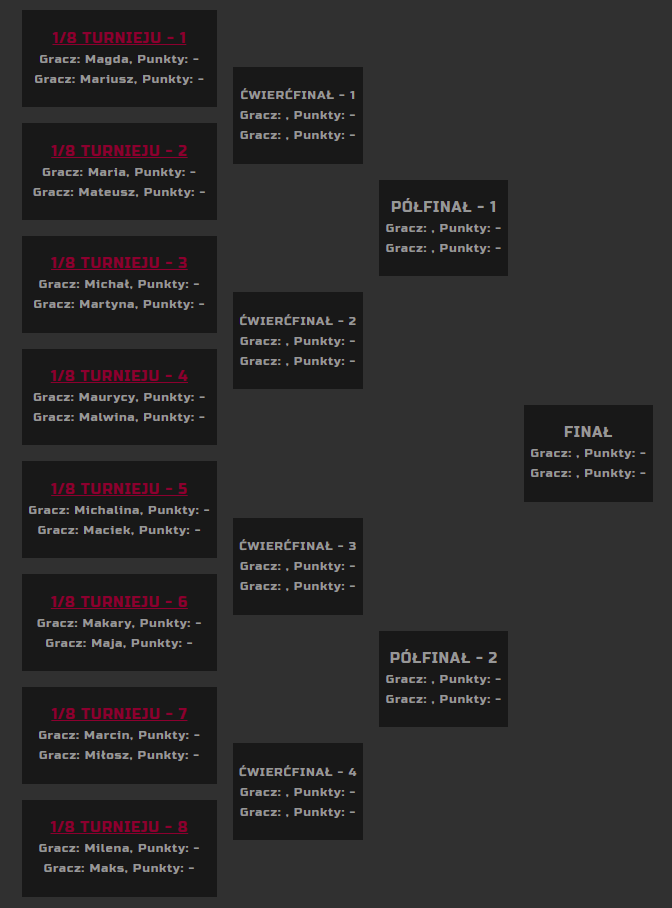 1/8 TURNIEJU - 1
Gracz: Magda, Punkty: -
Gracz: Mariusz, Punkty: -
1/8 TURNIEJU - 2
Gracz: Maria, Punkty: -
Gracz: Mateusz, Punkty: -
1/8 TURNIEJU - 3
Gracz: Michał, Punkty: -
Gracz: Martyna, Punkty: -
1/8 TURNIEJU - 4
Gracz: Maurycy, Punkty: -
Gracz: Malwina, Punkty: -
1/8 TURNIEJU - 5
Gracz: Michalina, Punkty: -
Gracz: Maciek, Punkty: -
1/8 TURNIEJU - 6
Gracz: Makary, Punkty: -
Gracz: Maja, Punkty: -
1/8 TURNIEJU - 7
Gracz: Marcin, Punkty: -
Gracz: Miłosz, Punkty: -
1/8 TURNIEJU - 8
Gracz: Milena, Punkty: -
Gracz: Maks, Punkty: -
ĆWIERĆFINAŁ - 1
Gracz: , Punkty: -
Gracz: , Punkty: -
ĆWIERĆFINAŁ - 2
Gracz: , Punkty: -
Gracz: , Punkty: -
ĆWIERĆFINAŁ - 3
Gracz: , Punkty: -
Gracz: , Punkty: -
ĆWIERĆFINAŁ - 4
Gracz: , Punkty: -
Gracz: , Punkty: -
PÓŁFINAŁ - 1
Gracz: , Punkty: -
Gracz: , Punkty: -
PÓŁFINAŁ - 2
Gracz: , Punkty: -
Gracz: , Punkty: -
FINAŁ
Gracz: , Punkty: -
Gracz: , Punkty: -